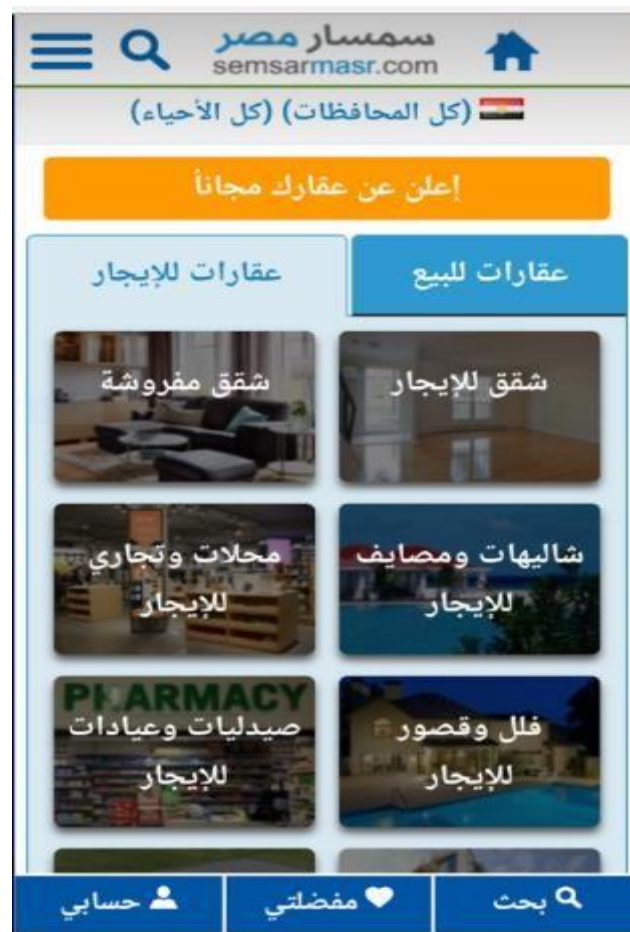 سمسار مصر
semsarmasr.com
(كل المحافظات) (كل الأحياء)
إعلن عن عقارك مجاناً
عقارات للبيع
عقارات للإيجار
شقق للإيجار
شقق مفروشة
شاليهات ومصايف
للإيجار
محلات وتجاري
للإيجار
فلل وقصور
للإيجار
PHARMACY
صيدليات وعيادات
للإيجار
بحث
مفضلتي
حسابي